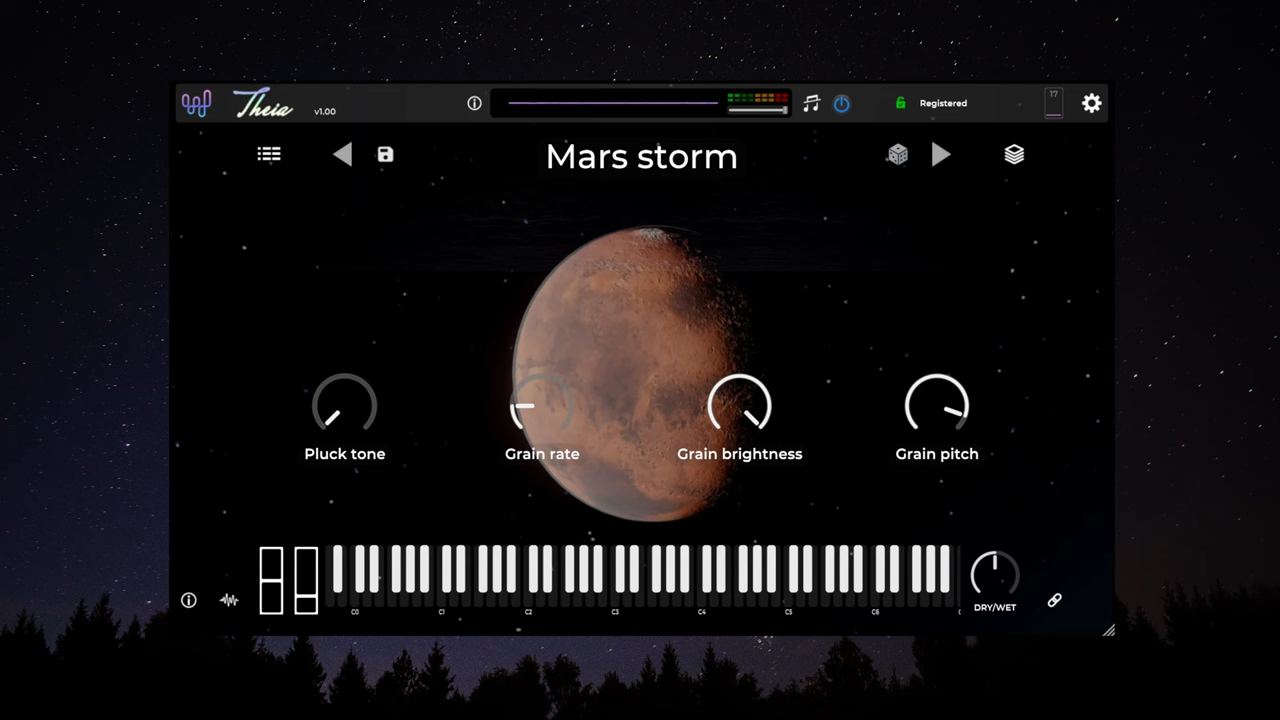 Theia
v1.00
Registered
17
Mars storm
Pluck tone
Grain rate
Grain brightness
Grain pitch
C0
C1
C2
C3
C4
C5
C6
DRY/WET